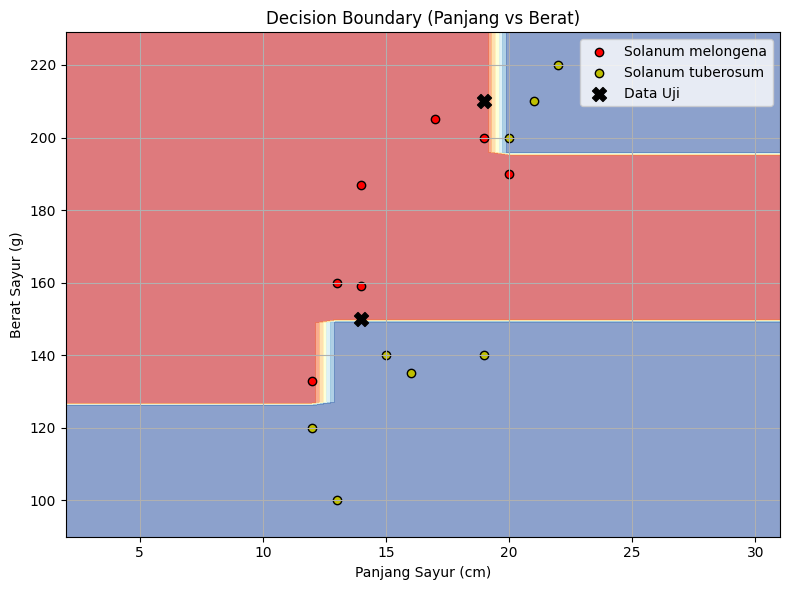 Decision Boundary (Panjang vs Berat)
Solanum melongena
Solanum tuberosum
Data Uji
Berat Sayur (g)
220
200
180
160
140
120
100
5 10 15 20 25 30
Panjang Sayur (cm)